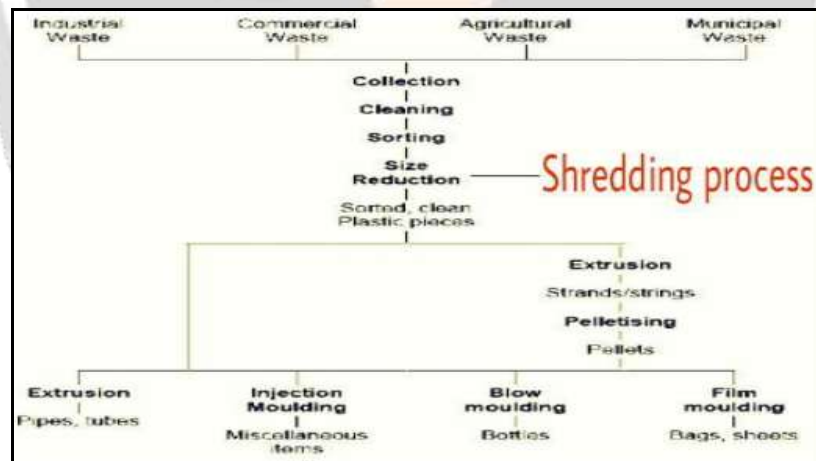 Industrial Waste
Commercial Waste
Agricultural Waste
Municipal Waste
Collection
Cleaning
Sorting
Size
Reduction
Shredding process
Sorted, clean
Plastic pieces
Extrusion
Strands/strings
Pelletising
Pellets
Extrusion
Pipes, tubes
Injection
Moulding
Miscellaneous
items
Blow
moulding
Bottles
Film
moulding
Bags, sheets